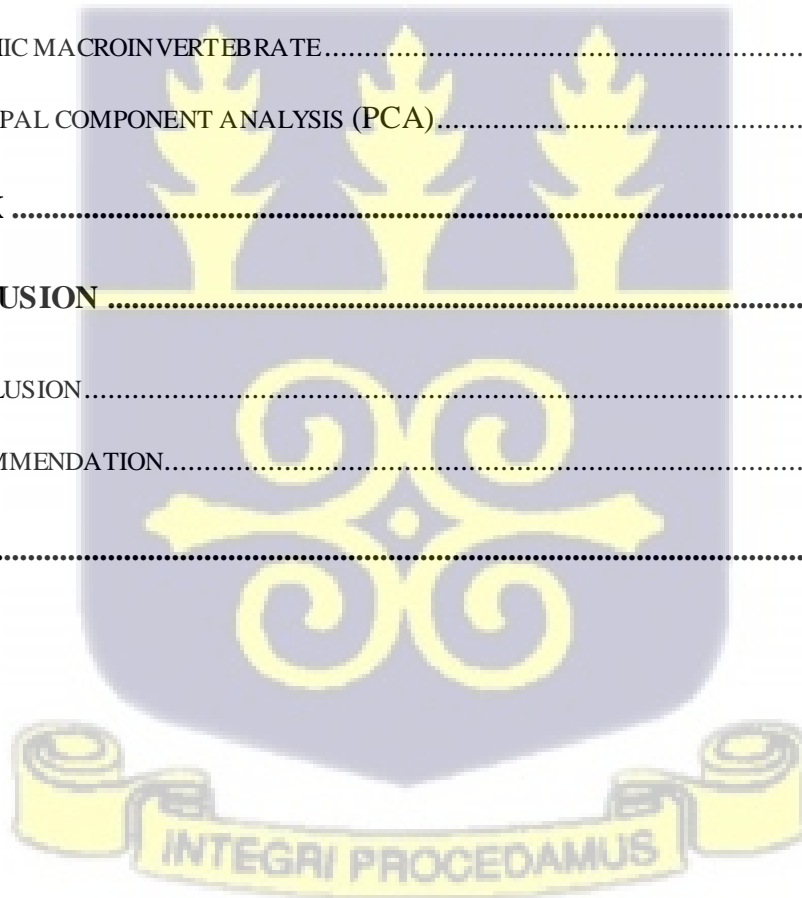 IC MACROINVERTEBRATE....................................................................
PAL COMPONENT ANALYSIS (PCA)......................................................
..............................................................................................................
USION ................................................................................................
LUSION..................................................................................................
MMENDATION.......................................................................................
..............................................................................................................
INTEGRI PROCEDAMUS